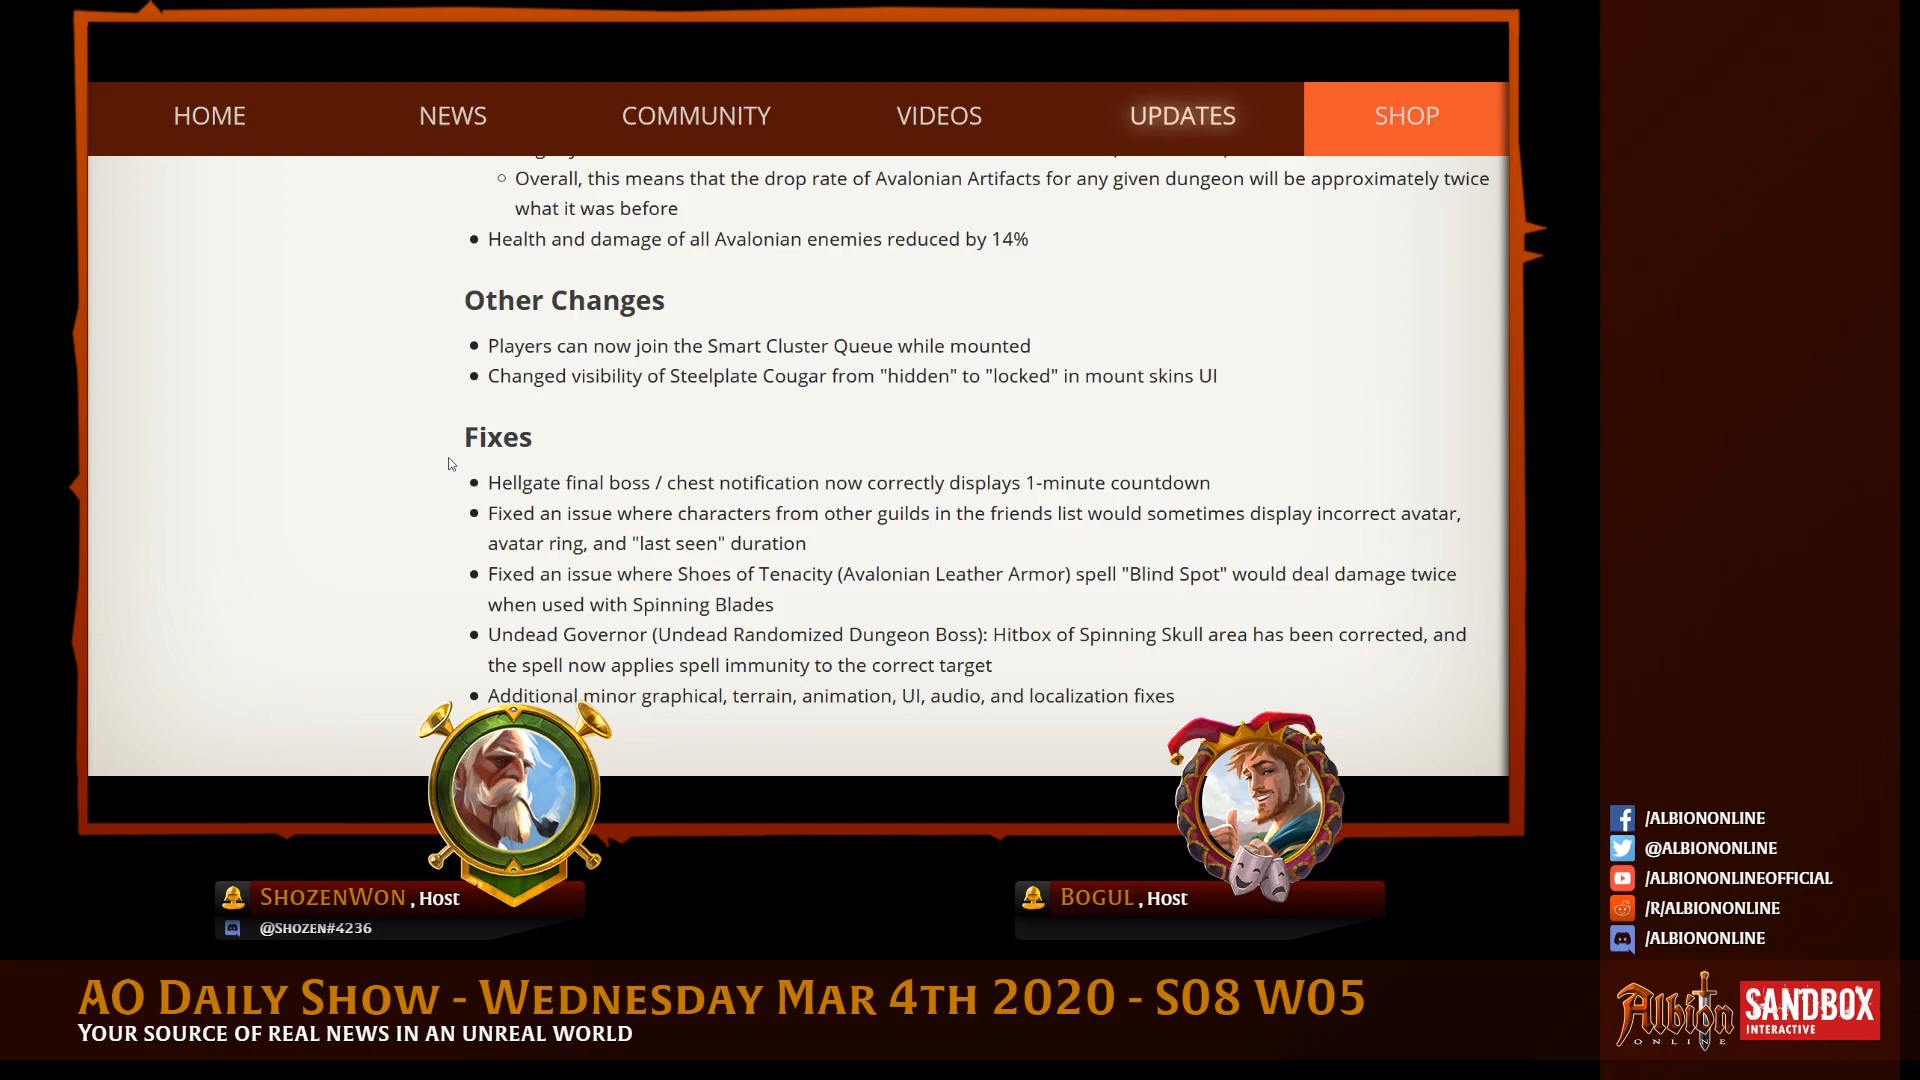 HOME NEWS COMMUNITY VIDEOS UPDATES SHOP
Overall, this means that the drop rate of Avalonian Artifacts for any given dungeon will be approximately twice
what it was before
Health and damage of all Avalonian enemies reduced by 14%
Other Changes
Players can now join the Smart Cluster Queue while mounted
Changed visibility of Steelplate Cougar from "hidden" to "locked" in mount skins UI
Fixes
Hellgate final boss / chest notification now correctly displays 1-minute countdown
Fixed an issue where characters from other guilds in the friends list would sometimes display incorrect avatar,
avatar ring, and "last seen" duration
Fixed an issue where Shoes of Tenacity (Avalonian Leather Armor) spell "Blind Spot" would deal damage twice
when used with Spinning Blades
Undead Governor (Undead Randomized Dungeon Boss): Hitbox of Spinning Skull area has been corrected, and
the spell now applies spell immunity to the correct target
Additional minor graphical, terrain, animation, UI, audio, and localization fixes
ShozenWon, Host
@Shozen#4236
Bogul, Host
/ALBIONONLINE
@ALBIONONLINE
/ALBIONONLINEOFFICIAL
/R/ALBIONONLINE
/ALBIONONLINE
AO Daily Show - Wednesday Mar 4th 2020 - S08 W05
Your source of real news in an unreal world
Albion
ONLINE
SANDBOX
INTERACTIVE